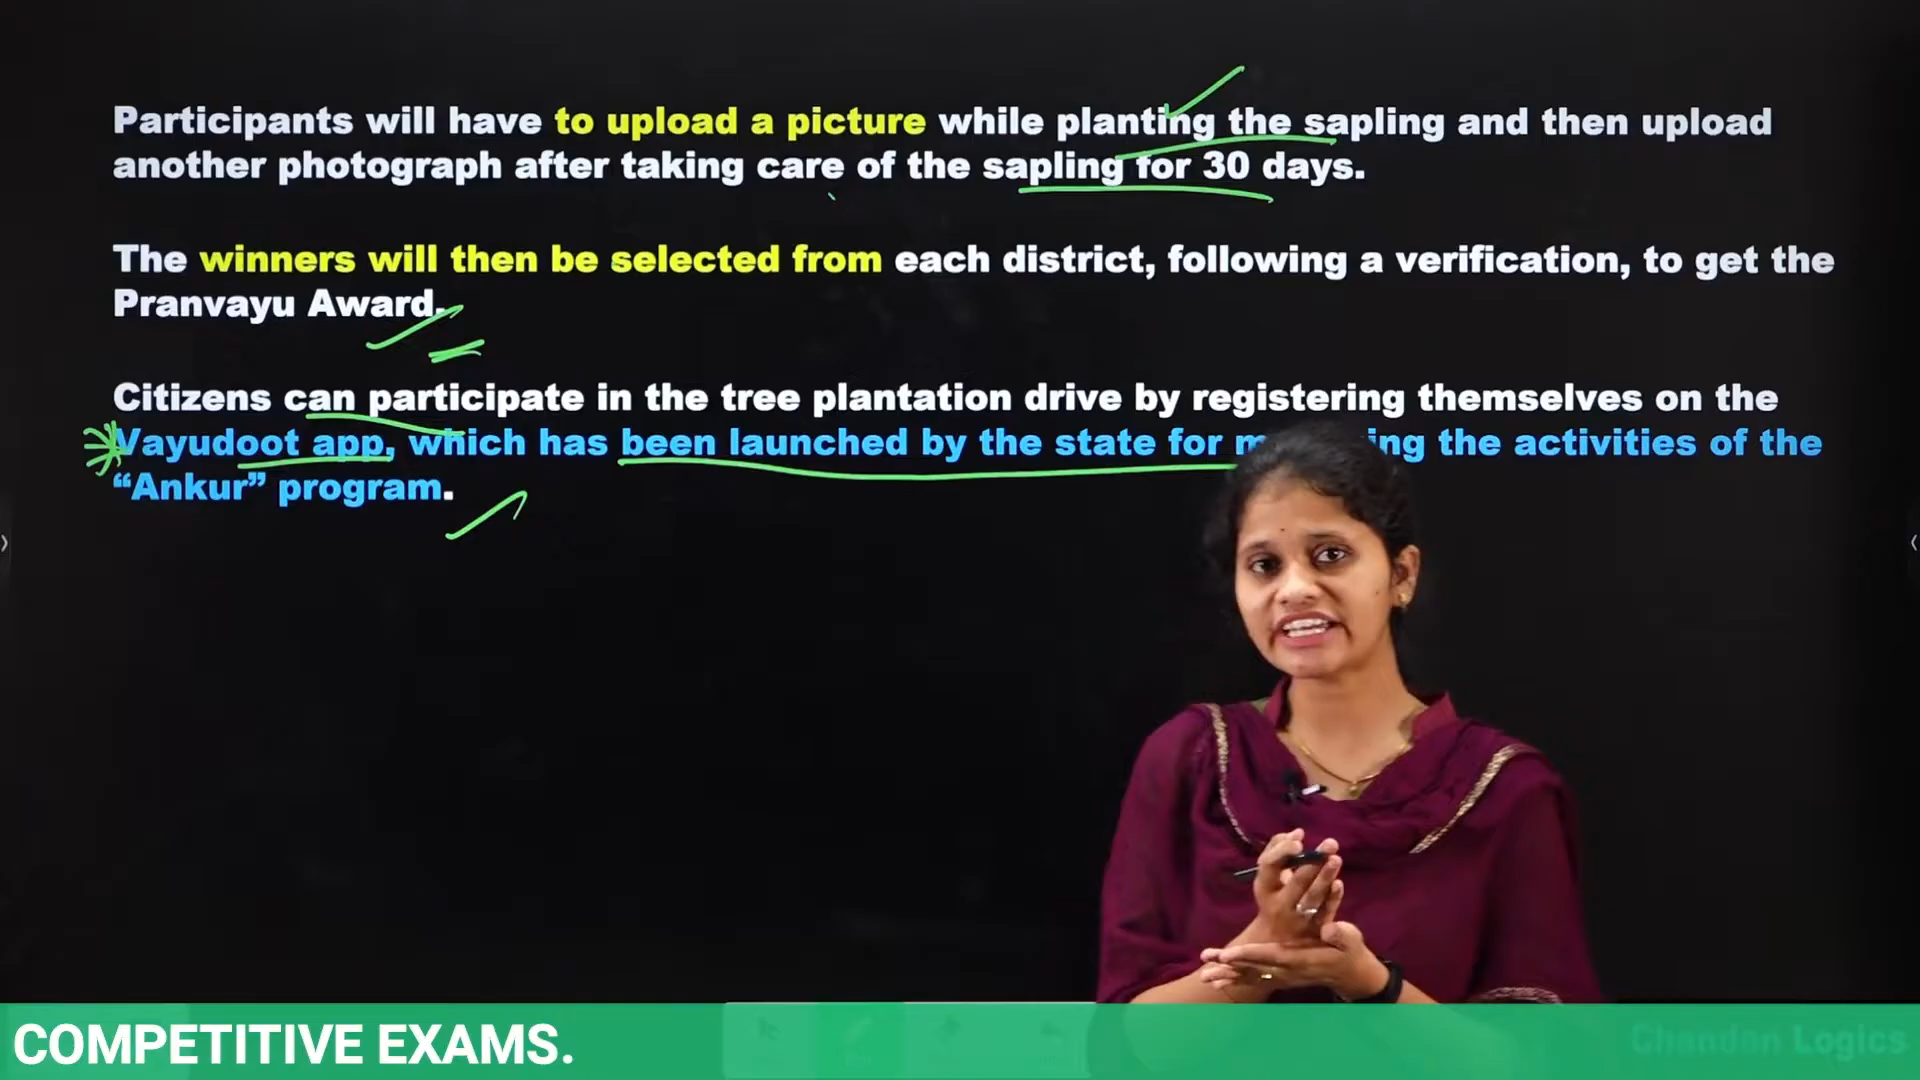 Participants will have to upload a picture while planting the sapling and then upload
another photograph after taking care of the sapling for 30 days.
The winners will then be selected from each district, following a verification, to get the
Pranvayu Award.
Citizens can participate in the tree plantation drive by registering themselves on the
Vayudoot app, which has been launched by the state for the activities of the
“Ankur” program.
COMPETITIVE EXAMS.
Chandan Logics